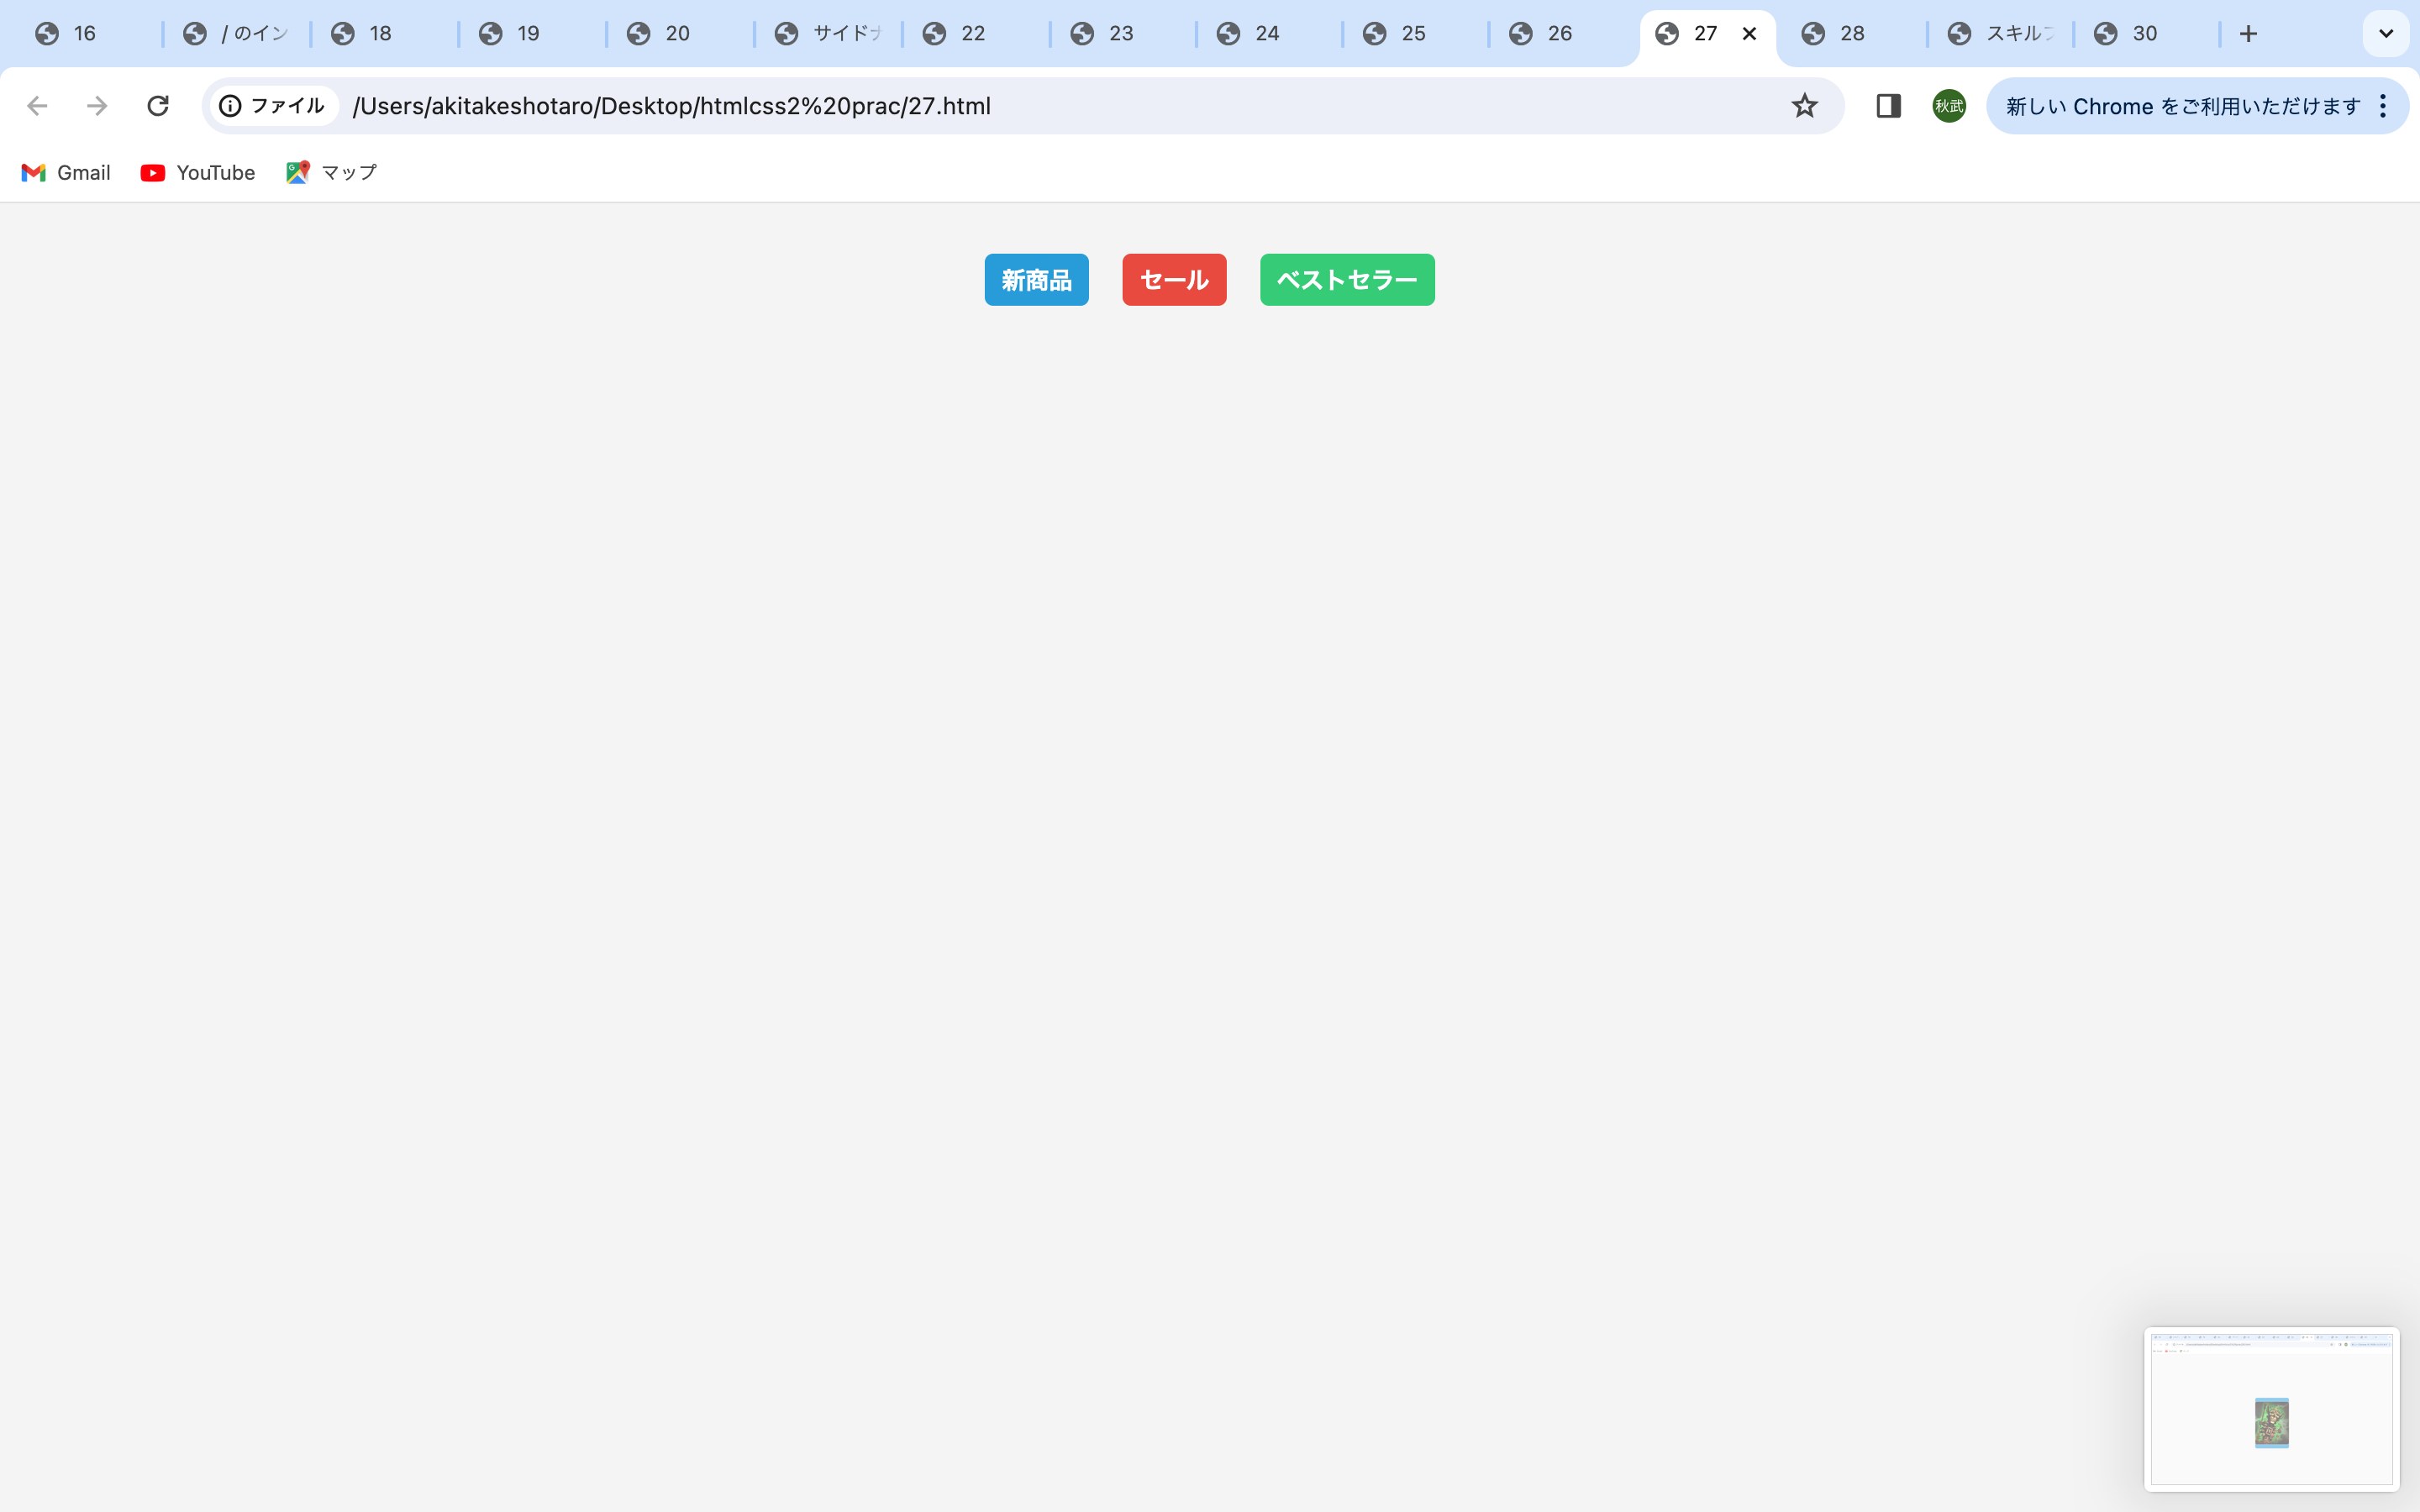 16
/ のイン
18
19
20
サイドナ
22
23
24
25
26
27
28
スキルフ
30
ファイル /Users/akitakeshotaro/Desktop/htmlcss2%20prac/27.html
秋武
新しい Chrome をご利用いただけます
Gmail YouTube マップ
新商品 セール ベストセラー